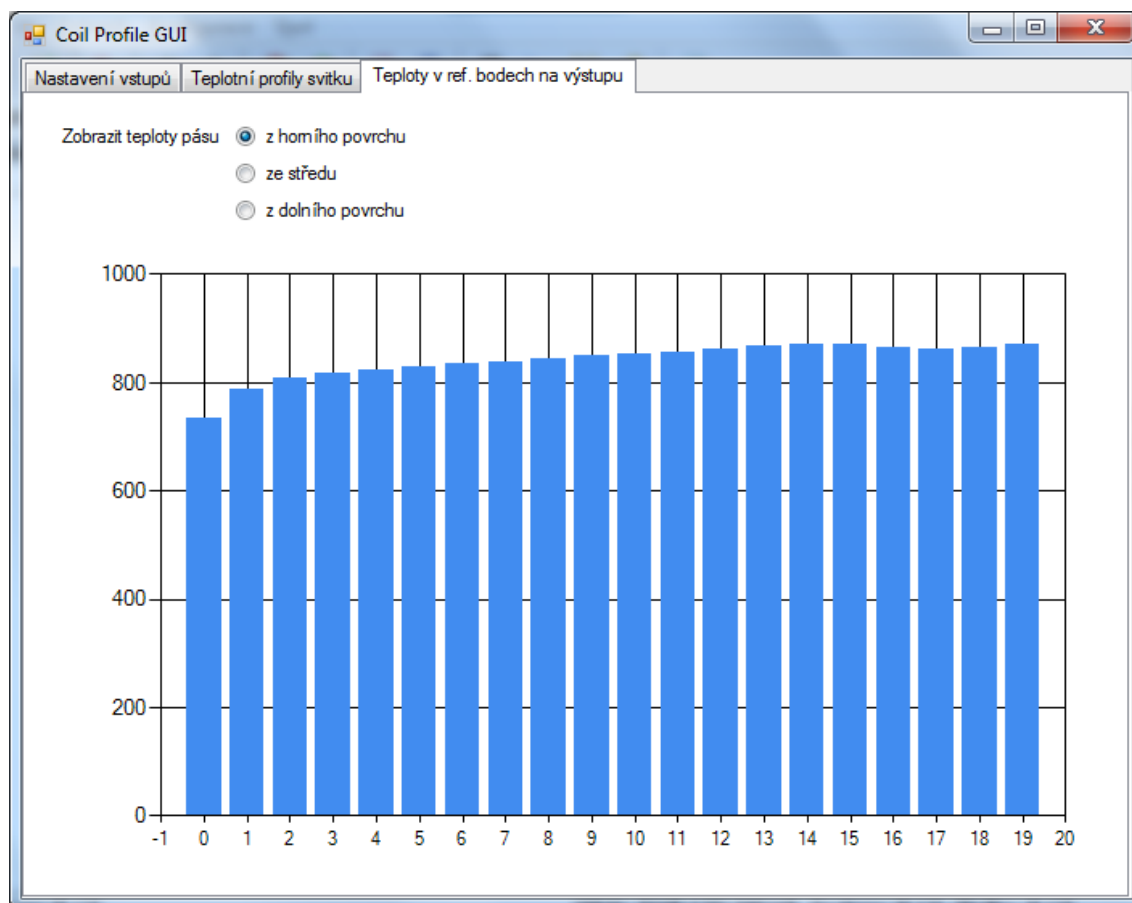 Coil Profile GUI
Nastavení vstupů Teplotní profily svitku Teploty v ref. bodech na výstupu
Zobrazit teploty pásu z horního povrchu
ze středu
z dolního povrchu
1000
800
600
400
200
0
-1 0 1 2 3 4 5 6 7 8 9 10 11 12 13 14 15 16 17 18 19 20